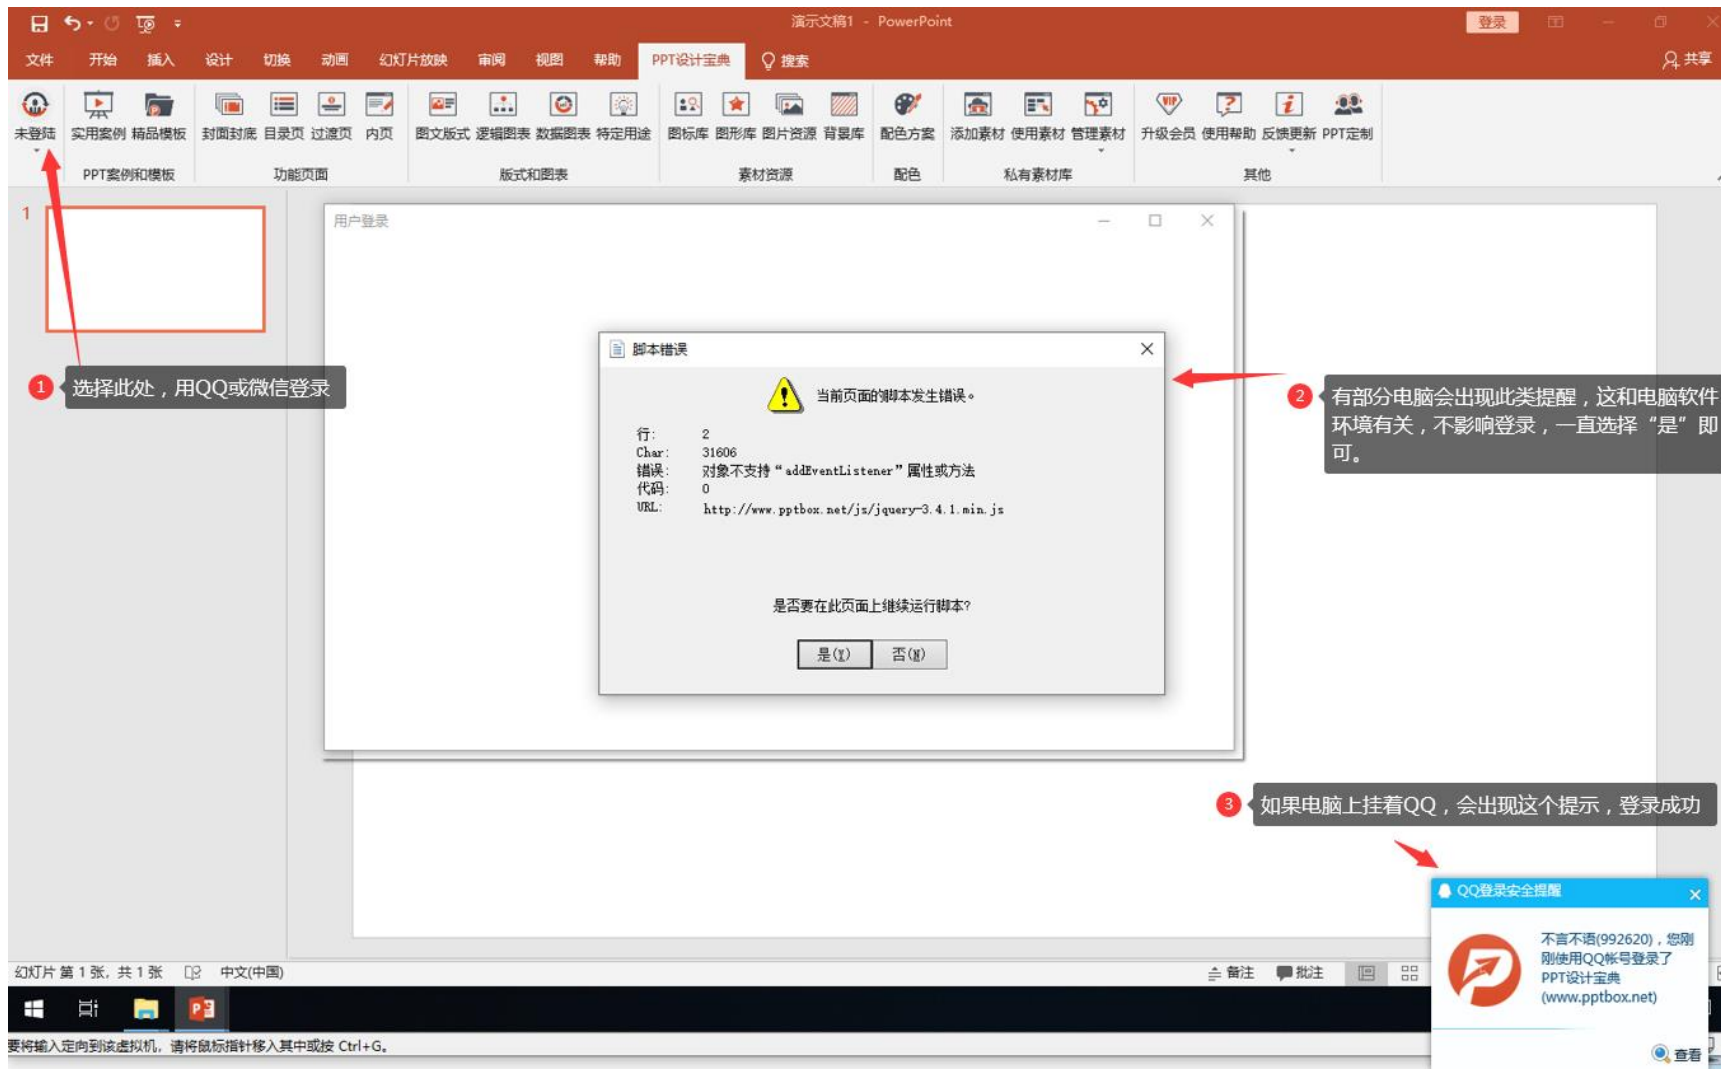 演示文稿1 - PowerPoint
登录
文件 开始 插入 设计 切换 动画 幻灯片放映 审阅 视图 帮助 PPT设计宝典 搜索
共享
未登陆 实用案例 精品模板 封面封底 目录页 过渡页 内页 图文版式 逻辑图表 数据图表 特定用途 图标库 图形库 图片资源 背景库 配色方案 添加素材 使用素材 管理素材 升级会员 使用帮助 反馈更新 PPT定制
PPT案例和模板 功能页面 版式和图表 素材资源 配色 私有素材库 其他
1
用户登录
脚本错误
当前页面的脚本发生错误。
行: 2
Char: 31606
错误: 对象不支持“addEventListener”属性或方法
代码: 0
URL: http://www.pptbox.net/js/jquery-3.4.1.min.js
是否要在此页面上继续运行脚本?
是(Y) 否(N)
1 选择此处，用QQ或微信登录
2 有部分电脑会出现此类提醒，这和电脑软件
环境有关，不影响登录，一直选择“是”即
可。
3 如果电脑上挂着QQ，会出现这个提示，登录成功
QQ登录安全提醒
不言不语(992620)，您刚
刚使用QQ帐号登录了
PPT设计宝典
(www.pptbox.net)
查看
幻灯片 第 1 张，共 1 张 中文(中国)
备注 批注
要将输入定向到该虚拟机，请将鼠标指针移入其中或按 Ctrl+G。